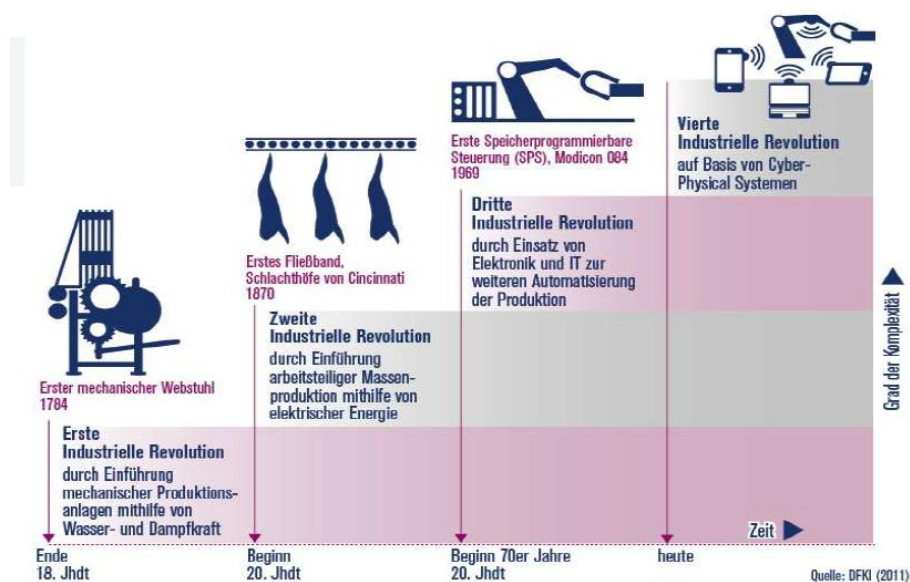 Erster mechanischer Webstuhl
1784
Erste
Industrielle Revolution
durch Einführung
mechanischer Produktions-
anlagen mithilfe von
Wasser- und Dampfkraft
Ende
18. Jhdt
Erstes Fließband,
Schlachthöfe von Cincinnati
1870
Zweite
Industrielle Revolution
durch Einführung
arbeitsteiliger Massen-
produktion mithilfe von
elektrischer Energie
Beginn
20. Jhdt
Erste Speicherprogrammierbare
Steuerung (SPS), Modicon 084
1969
Dritte
Industrielle Revolution
durch Einsatz von
Elektronik und IT zur
weiteren Automatisierung
der Produktion
Beginn 70er Jahre
20. Jhdt
Vierte
Industrielle Revolution
auf Basis von Cyber-
Physical Systemen
heute
Grad der Komplexität
Zeit
Quelle: DFKI (2011)